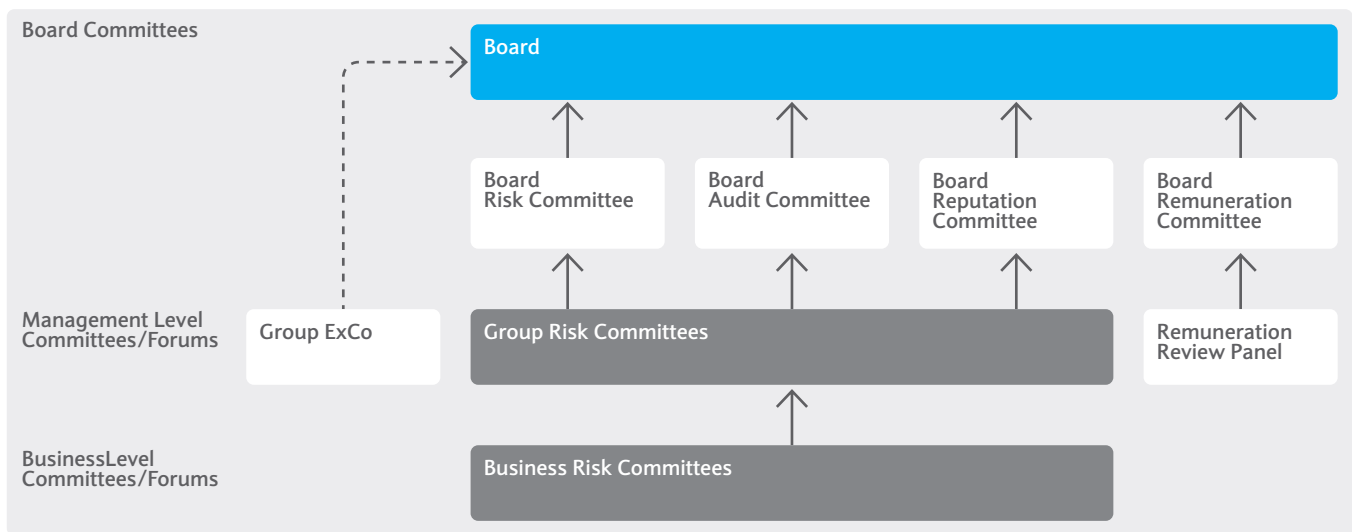 Board Committees
Board
Board
Risk Committee
Board
Audit Committee
Board
Reputation
Committee
Board
Remuneration
Committee
Management Level
Committees/Forums
Group ExCo
Group Risk Committees
Remuneration
Review Panel
BusinessLevel
Committees/Forums
Business Risk Committees